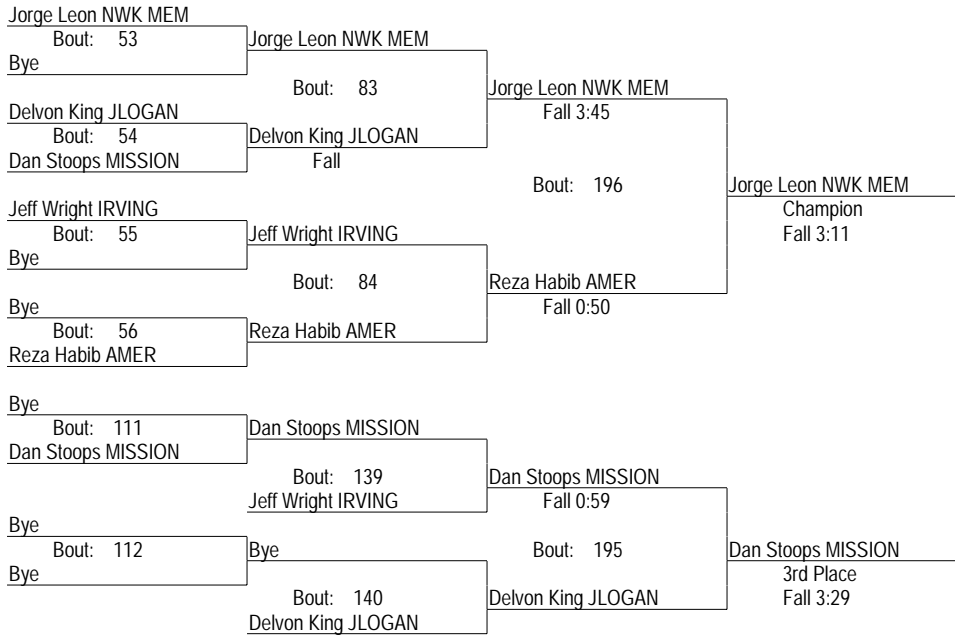 Jorge Leon NWK MEM
Bout: 53
Jorge Leon NWK MEM
Bye
Bout: 83
Jorge Leon NWK MEM
Delvon King JLOGAN
Fall 3:45
Bout: 54
Delvon King JLOGAN
Dan Stoops MISSION
Fall
Bout: 196
Jorge Leon NWK MEM
Jeff Wright IRVING
Champion
Bout: 55
Jeff Wright IRVING
Fall 3:11
Bye
Bout: 84
Reza Habib AMER
Bye
Fall 0:50
Bout: 56
Reza Habib AMER
Reza Habib AMER
Bye
Bout: 111
Dan Stoops MISSION
Dan Stoops MISSION
Bout: 139
Dan Stoops MISSION
Jeff Wright IRVING
Fall 0:59
Bye
Bout: 112
Bye
Bout: 195
Dan Stoops MISSION
Bye
3rd Place
Bout: 140
Delvon King JLOGAN
Fall 3:29
Delvon King JLOGAN